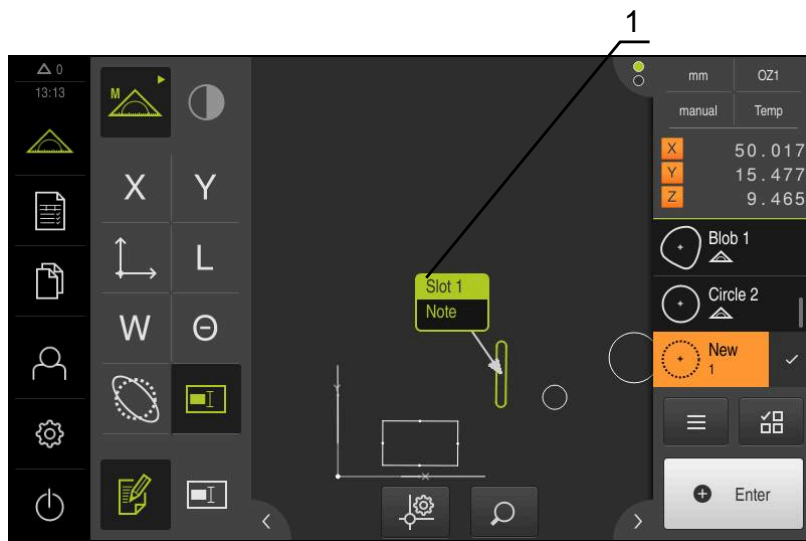 1
0
13:13
M
X
Y
L
W
Θ
Slot 1
Note
Y
X
mm
OZ1
manual
Temp
X 50.017
Y 15.477
Z 9.465
Blob 1
Circle 2
New
1
Enter